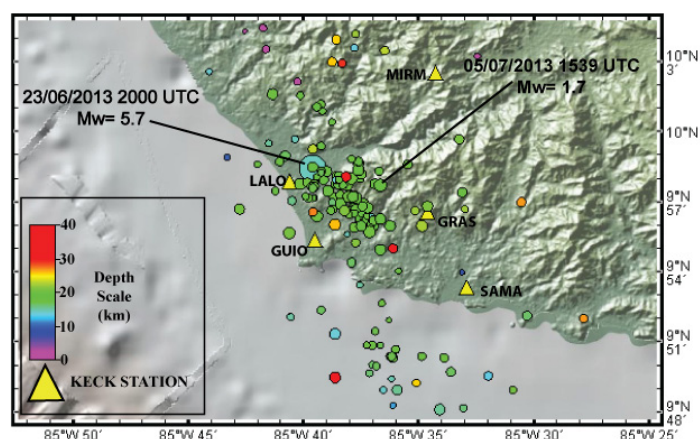 10°N
3´
MIRM
05/07/2013 1539 UTC
Mw= 1.7
23/06/2013 2000 UTC
Mw= 5.7
10°N
LALO
9°N
57´
GRAS
GUIO
9°N
54´
SAMA
40
30
20
10
0
Depth
Scale
(km)
KECK STATION
9°N
51´
9°N
48´
85°W 50´
85°W 45´
85°W 40´
85°W 35´
85°W 30´
85°W 25´